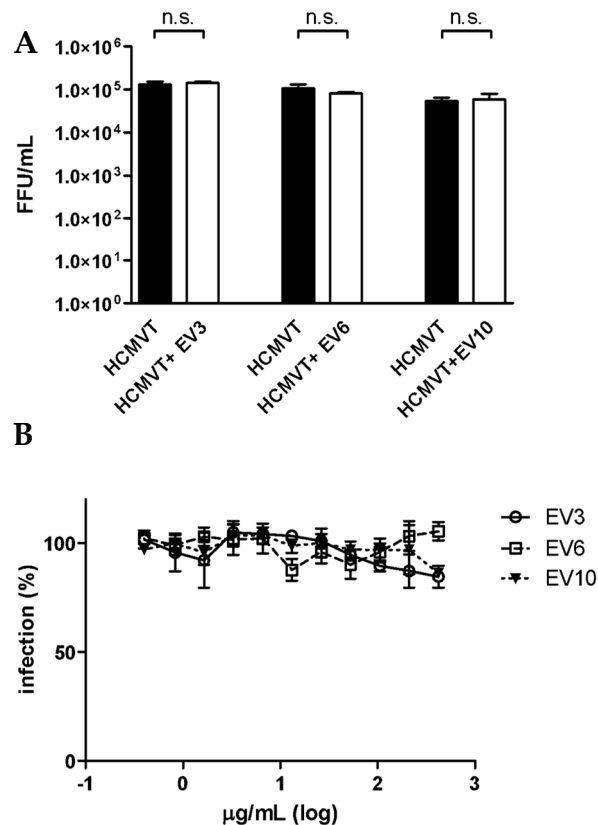 A
n.s. n.s. n.s.
1.0×10⁶
1.0×10⁵
1.0×10⁴
1.0×10³
1.0×10²
1.0×10¹
1.0×10⁰
FFU/mL
HCMVT
HCMVT+ EV3
HCMVT
HCMVT+ EV6
HCMVT
HCMVT+EV10
B
100
50
0
infection (%)
-1 0 1 2 3
µg/mL (log)
EV3
EV6
EV10